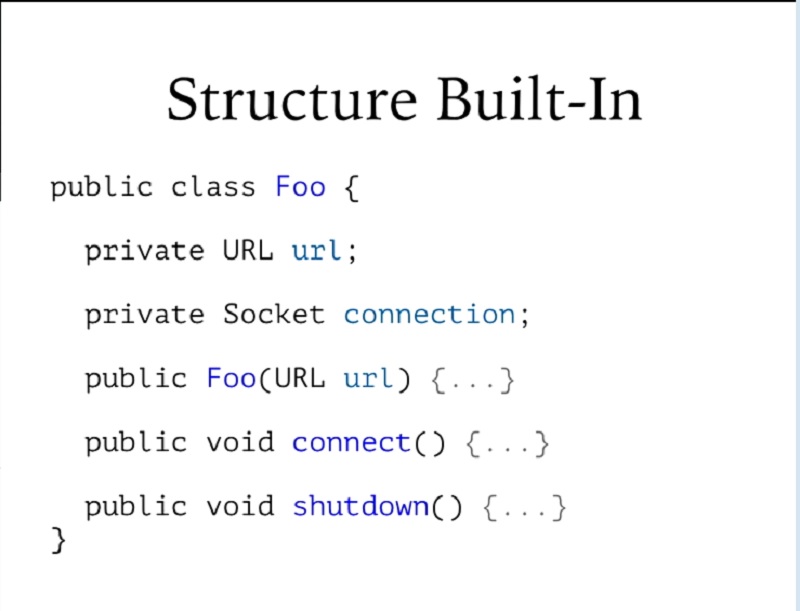 Structure Built-In
public class Foo {
private URL url;
private Socket connection;
public Foo(URL url) {...}
public void connect() {...}
public void shutdown() {...}
}